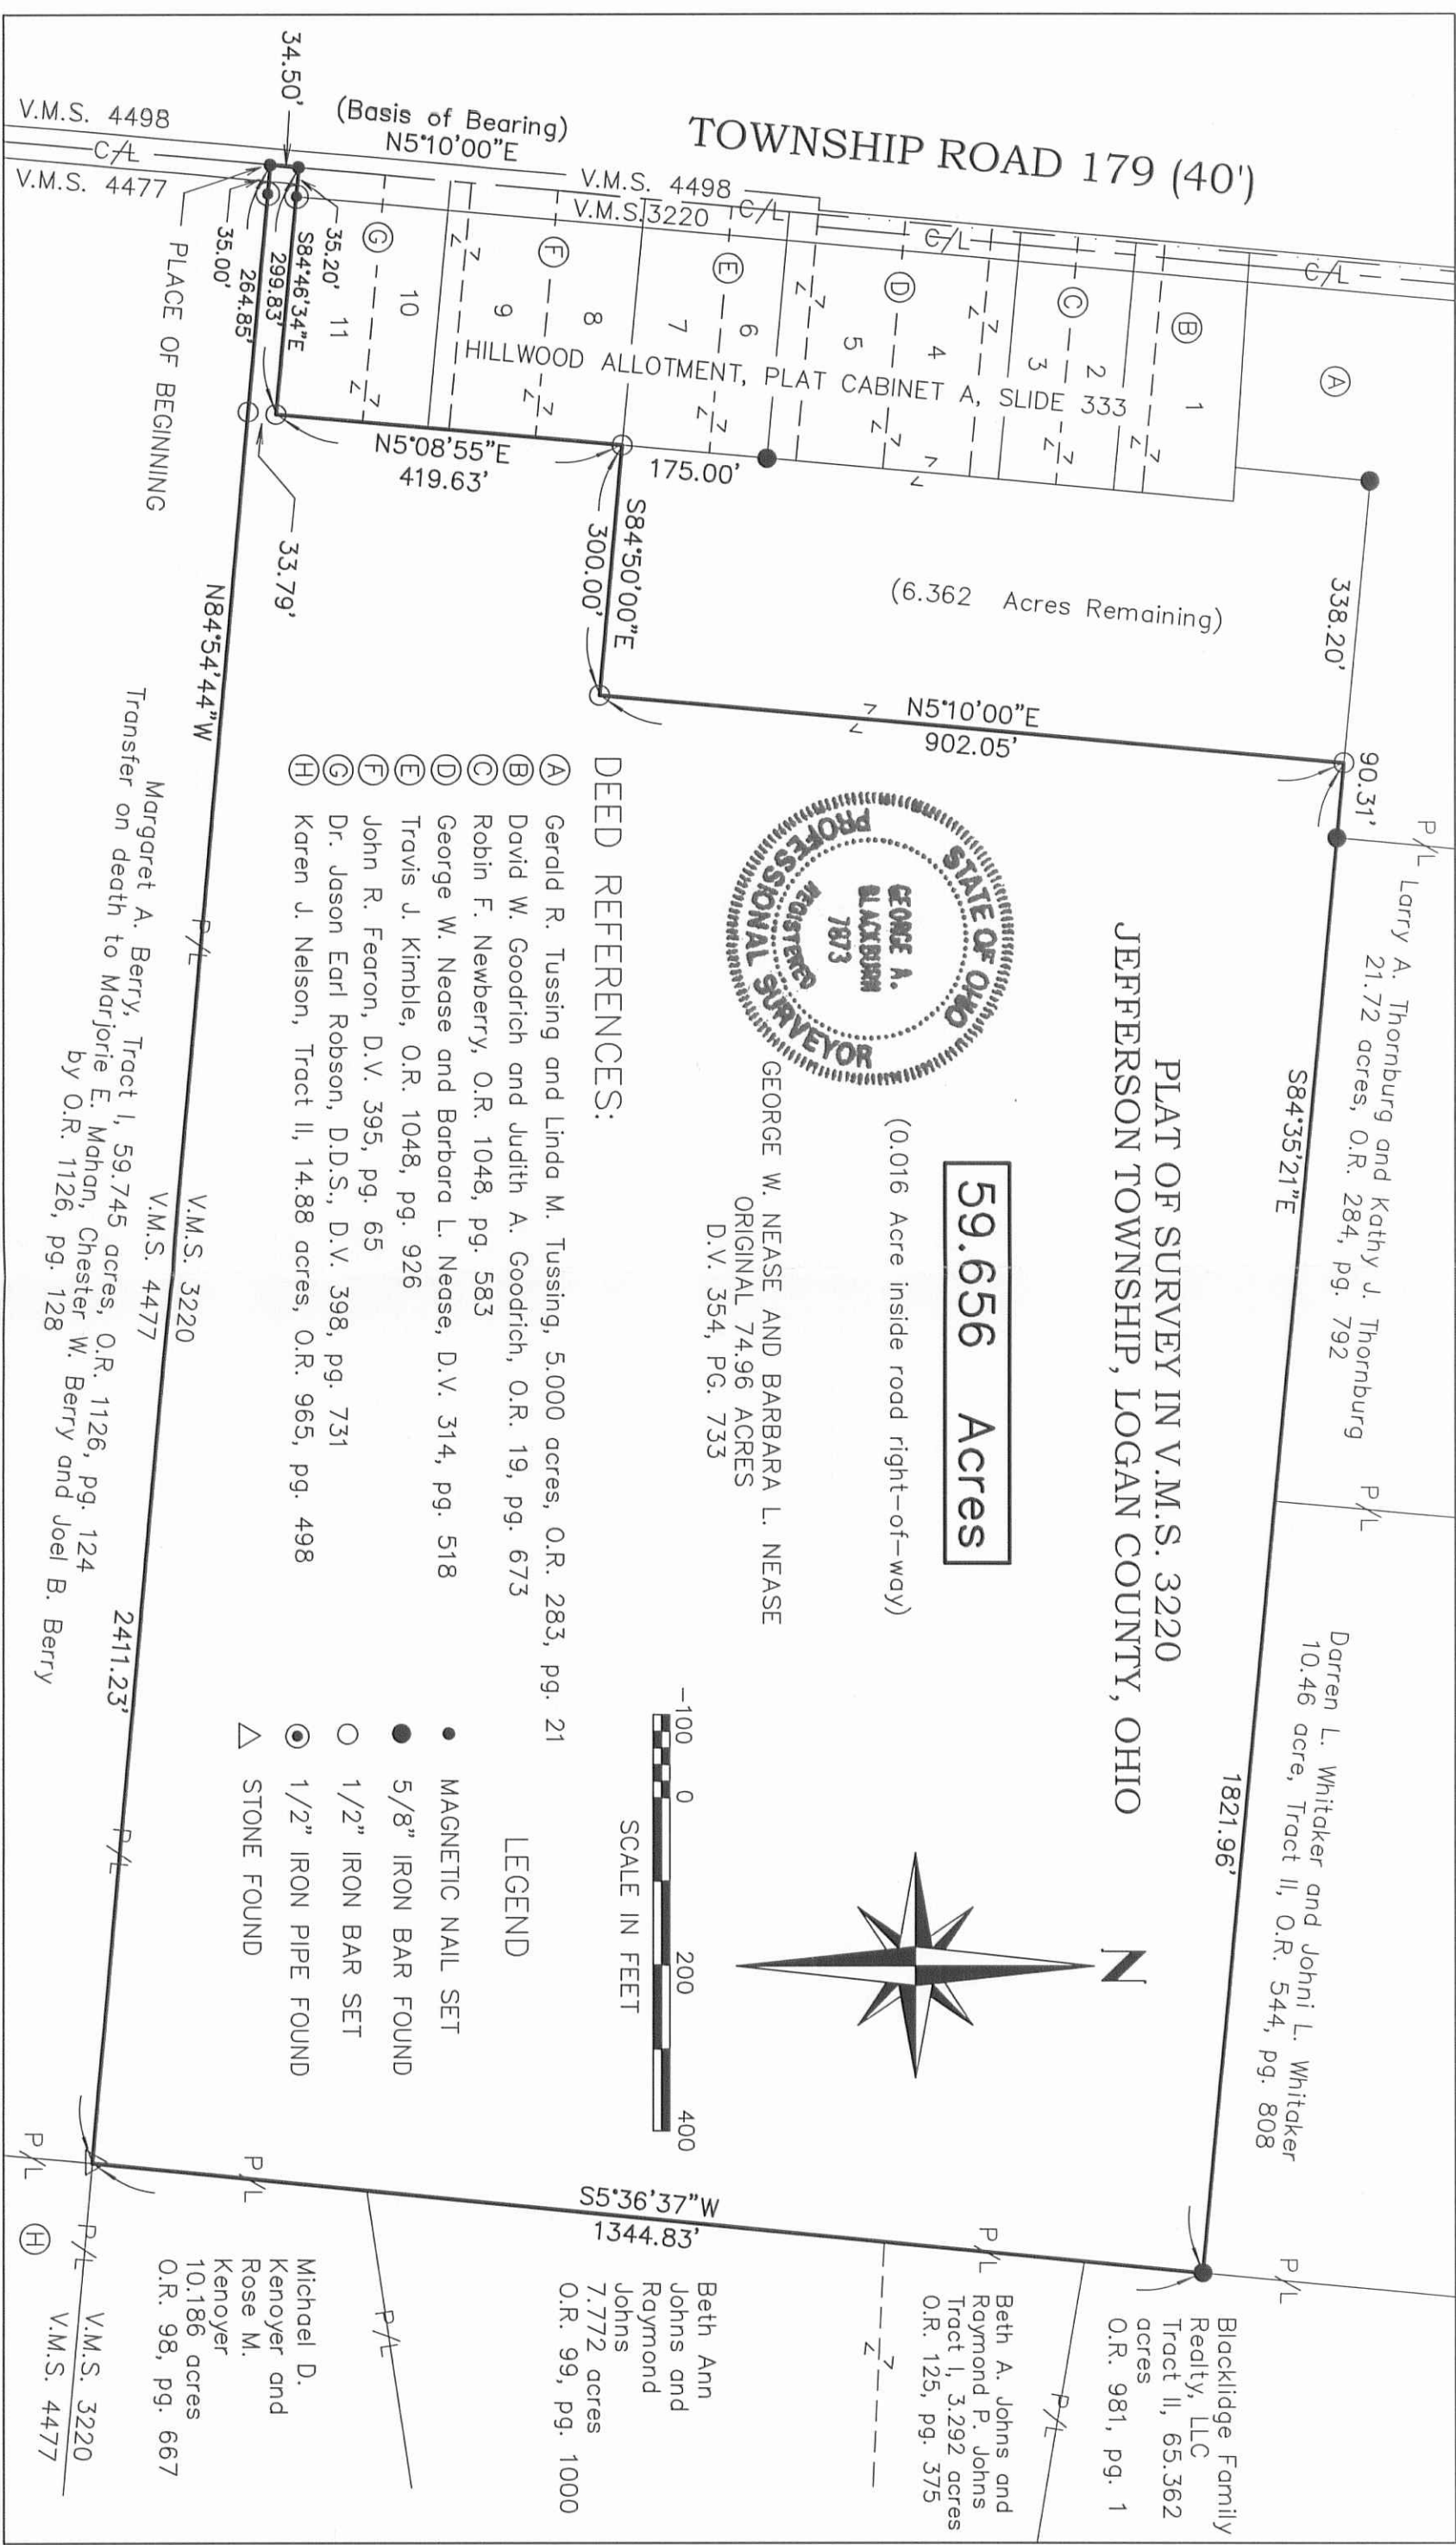 TOWNSHIP ROAD 179 (40')
V.M.S. 4498
C/L
V.M.S. 4477
34.50'
(Basis of Bearing)
N5°10'00"E
V.M.S. 4498
V.M.S. 3220
C/L
C/L
C/L
35.20'
S84°46'34"E
299.83'
264.85'
35.00'
PLACE OF BEGINNING
A
B
C
D
E
F
G
1
2
3
4
5
6
7
8
9
10
11
HILLWOOD ALLOTMENT, PLAT CABINET A, SLIDE 333
N5°08'55"E
419.63'
33.79'
175.00'
S84°50'00"E
300.00'
(6.362 Acres Remaining)
338.20'
90.31'
N5°10'00"E
902.05'
P/L
Larry A. Thornburg and Kathy J. Thornburg
21.72 acres, O.R. 284, pg. 792
P/L
S84°35'21"E
1821.96'
Darren L. Whitaker and Johni L. Whitaker
10.46 acre, Tract II, O.R. 544, pg. 808
P/L
PLAT OF SURVEY IN V.M.S. 3220
JEFFERSON TOWNSHIP, LOGAN COUNTY, OHIO
59.656 Acres
(0.016 Acre inside road right-of-way)
GEORGE W. NEASE AND BARBARA L. NEASE
ORIGINAL 74.96 ACRES
D.V. 354, PG. 733
STATE OF OHIO
GEORGE A.
BLACKBURN
7873
REGISTERED
PROFESSIONAL SURVEYOR
N
DEED REFERENCES:
A Gerald R. Tussing and Linda M. Tussing, 5.000 acres, O.R. 283, pg. 21
B David W. Goodrich and Judith A. Goodrich, O.R. 19, pg. 673
C Robin F. Newberry, O.R. 1048, pg. 583
D George W. Nease and Barbara L. Nease, D.V. 314, pg. 518
E Travis J. Kimble, O.R. 1048, pg. 926
F John R. Fearon, D.V. 395, pg. 65
G Dr. Jason Earl Robson, D.D.S., D.V. 398, pg. 731
H Karen J. Nelson, Tract II, 14.88 acres, O.R. 965, pg. 498
-100 0 200 400
SCALE IN FEET
LEGEND
MAGNETIC NAIL SET
5/8" IRON BAR FOUND
1/2" IRON BAR SET
1/2" IRON PIPE FOUND
STONE FOUND
N84°54'44"W
P/L
V.M.S. 3220
V.M.S. 4477
2411.23'
P/L
Margaret A. Berry, Tract I, 59.745 acres, O.R. 1126, pg. 124
Transfer on death to Marjorie E. Mahan, Chester W. Berry and Joel B. Berry
by O.R. 1126, pg. 128
S5°36'37"W
1344.83'
Blacklidge Family
Realty, LLC
Tract II, 65.362
acres
O.R. 981, pg. 1
P/L
P/L
Beth A. Johns and
Raymond P. Johns
Tract I, 3.292 acres
O.R. 125, pg. 375
Beth Ann
Johns and
Raymond
Johns
7.772 acres
O.R. 99, pg. 1000
P/L
P/L
Michael D.
Kenoyer and
Rose M.
Kenoyer
10.186 acres
O.R. 98, pg. 667
P/L
V.M.S. 3220
V.M.S. 4477
P/L
H